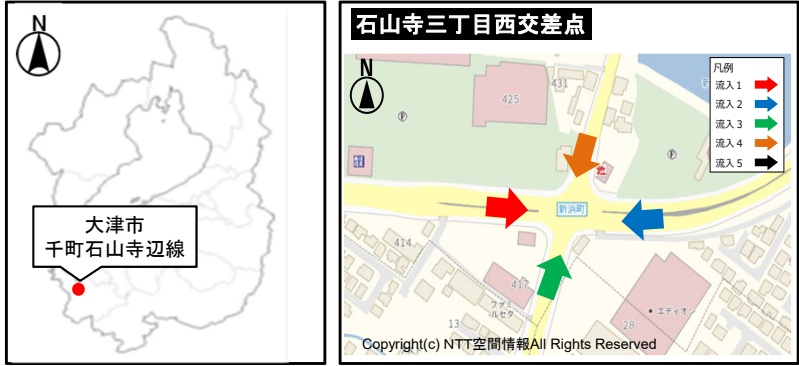 N
大津市
千町石山寺辺線
石山寺三丁目西交差点
N
凡例
流入1
流入2
流入3
流入4
流入5
431
425
P
P
新浜町
414
417
ファミ
ールセタ
エディオン
13
28
Copyright(c) NTT空間情報All Rights Reserved